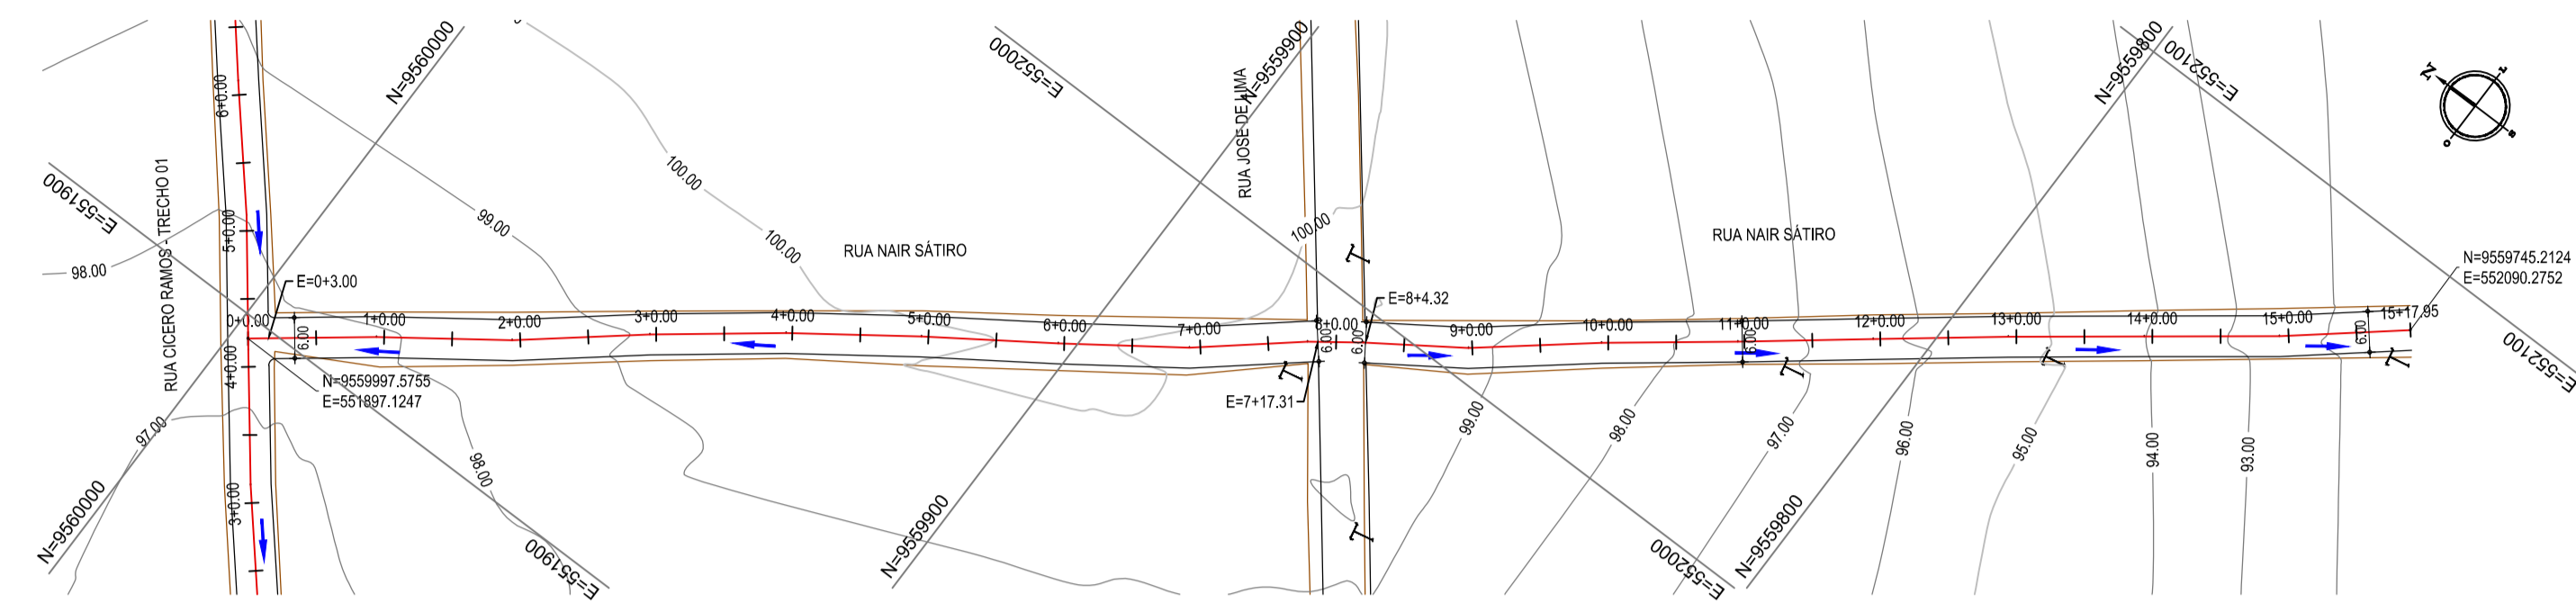 N=9560000
E=552000
N=9559900
N=9559800
E=552100
6+0.00
RUA JOSE DE LIMA
N
L
S
O
100.00
E=551900
RUA CICERO RAMOS - TRECHO 01
5+0.00
99.00
100.00
100.00
RUA NAIR SÁTIRO
RUA NAIR SÁTIRO
98.00
E=0+3.00
E=8+4.32
N=9559745.2124
E=552090.2752
0+0.00
1+0.00
2+0.00
3+0.00
4+0.00
5+0.00
6+0.00
7+0.00
8+0.00
9+0.00
10+0.00
11+0.00
12+0.00
13+0.00
14+0.00
15+0.00
15+17.95
6.00
6.00
6.00
6.00
6.00
4+0.00
N=9559997.5755
E=551897.1247
E=7+17.31
E=552100
97.00
98.00
99.00
98.00
97.00
96.00
95.00
94.00
93.00
3+0.00
N=9560000
E=551900
N=9559900
E=552000
N=9559800